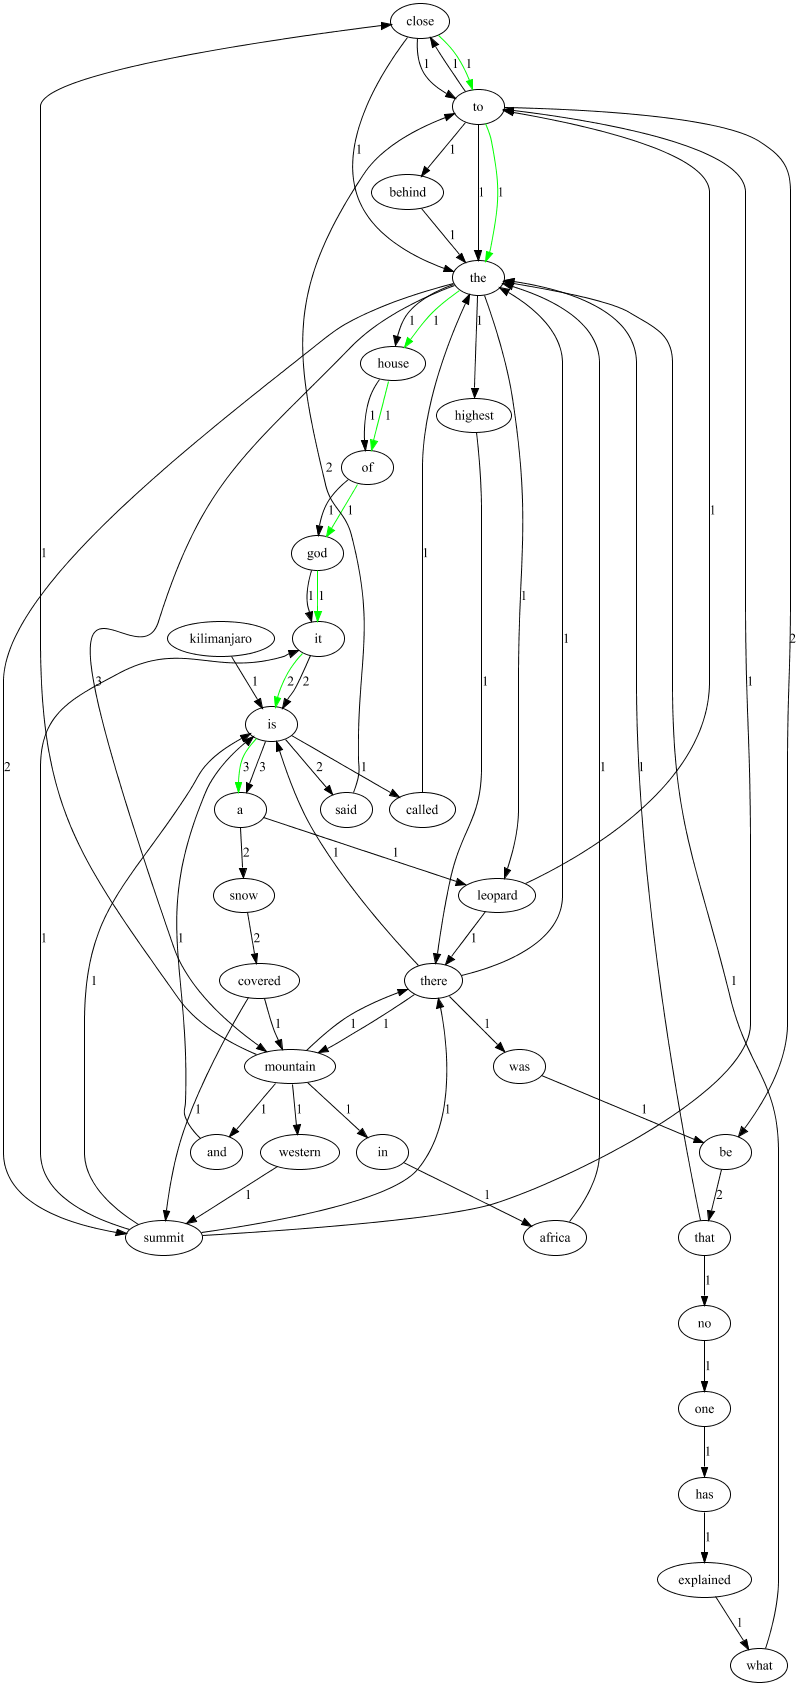 close
1 1 1
to
1 1
behind 1 1
1
the
1 1 1
house
1 1 highest
of
2
1 1 1
god 1 1
1 1 1
kilimanjaro it 1 2
3 1 2 2 1
is
3 3 2 1
2 1 1
a said called
2 1 1
snow leopard
1 2 1
1 covered there 1
1 1 1 1
mountain was
1 1 1 1 1 1
and western in be
1 1 2
summit africa that
1
no
1
one
1
has
1
explained
1
what